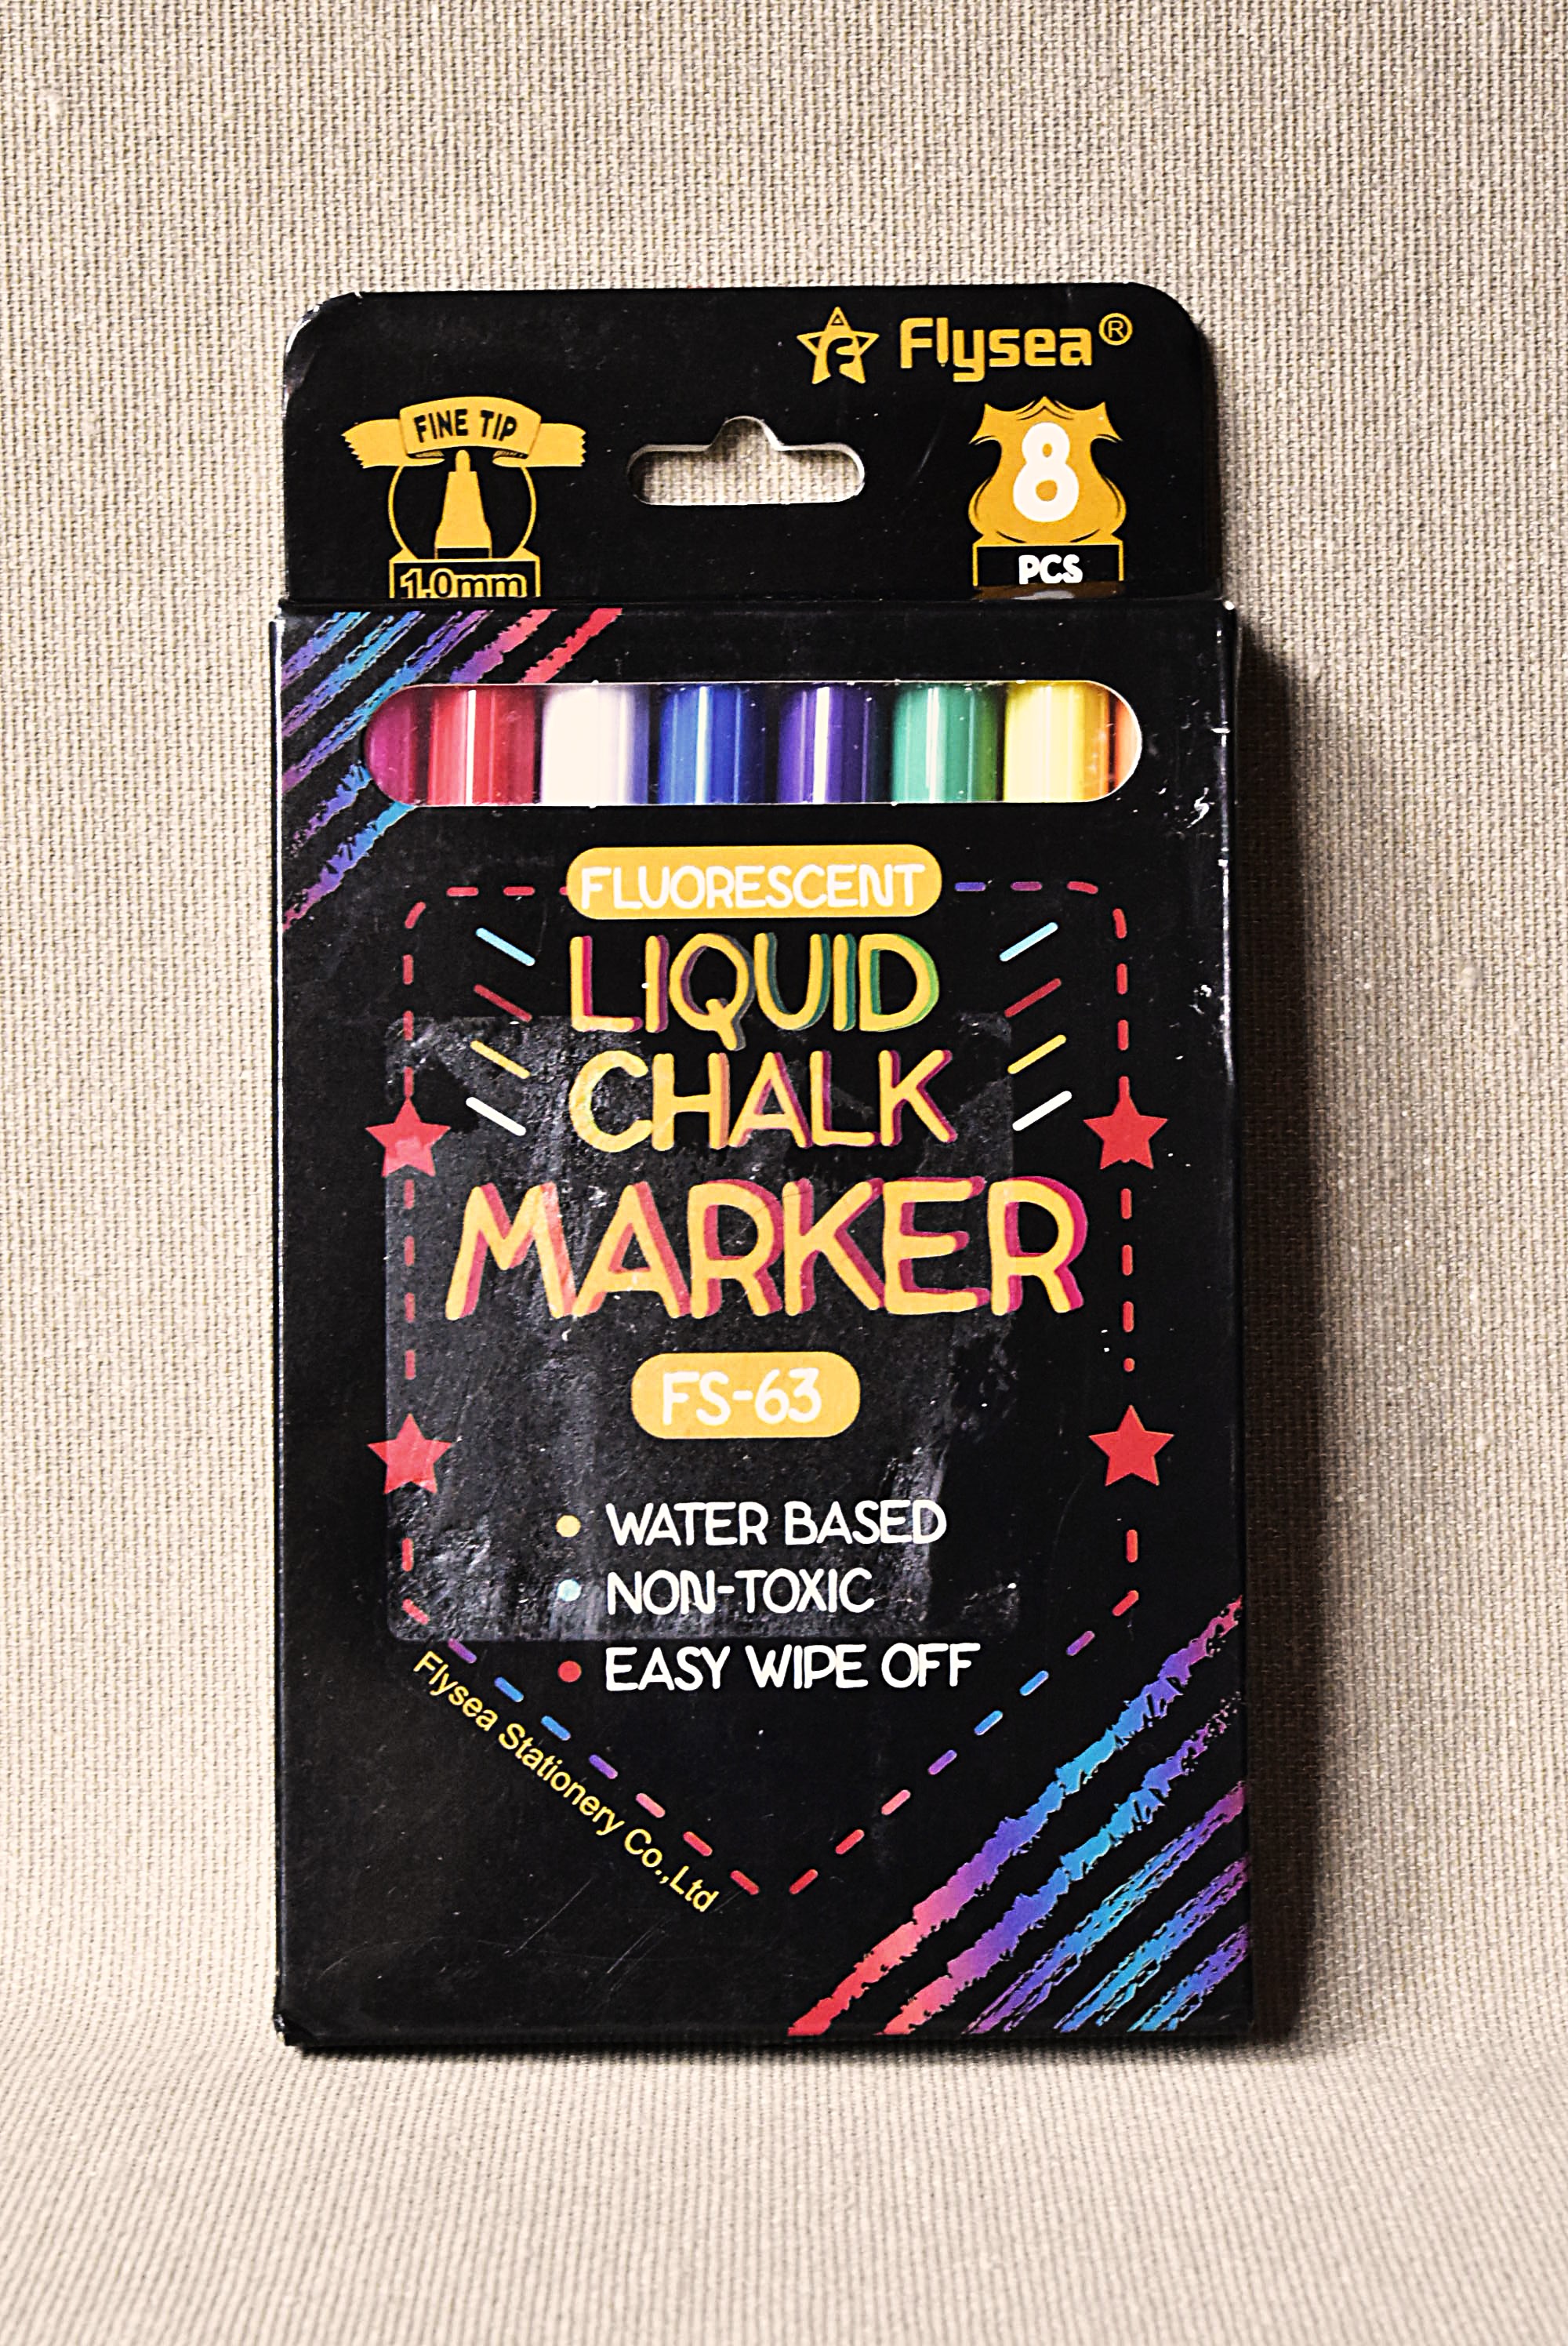 Flysea®
FINE TIP
1.0mm
8
PCS
FLUORESCENT
LIQUID
CHALK
MARKER
FS-63
WATER BASED
NON-TOXIC
EASY WIPE OFF
Flysea Stationery Co.,Ltd